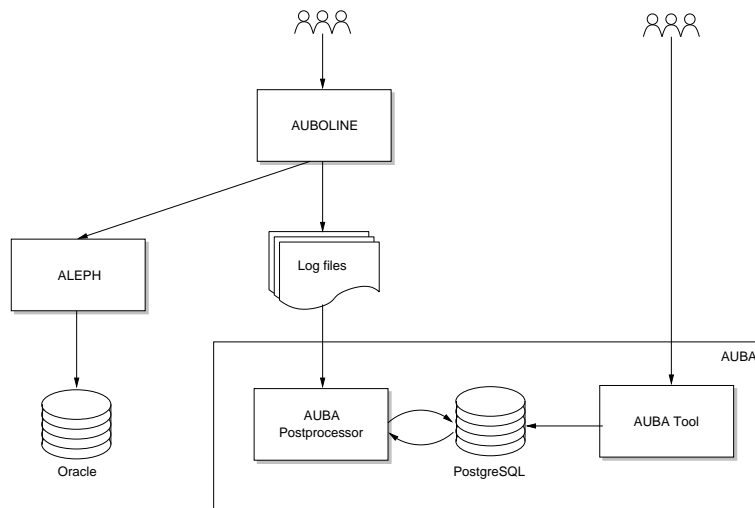 AUBOLINE
ALEPH
Log files
AUBA
AUBA
Postprocessor
AUBA Tool
Oracle
PostgreSQL